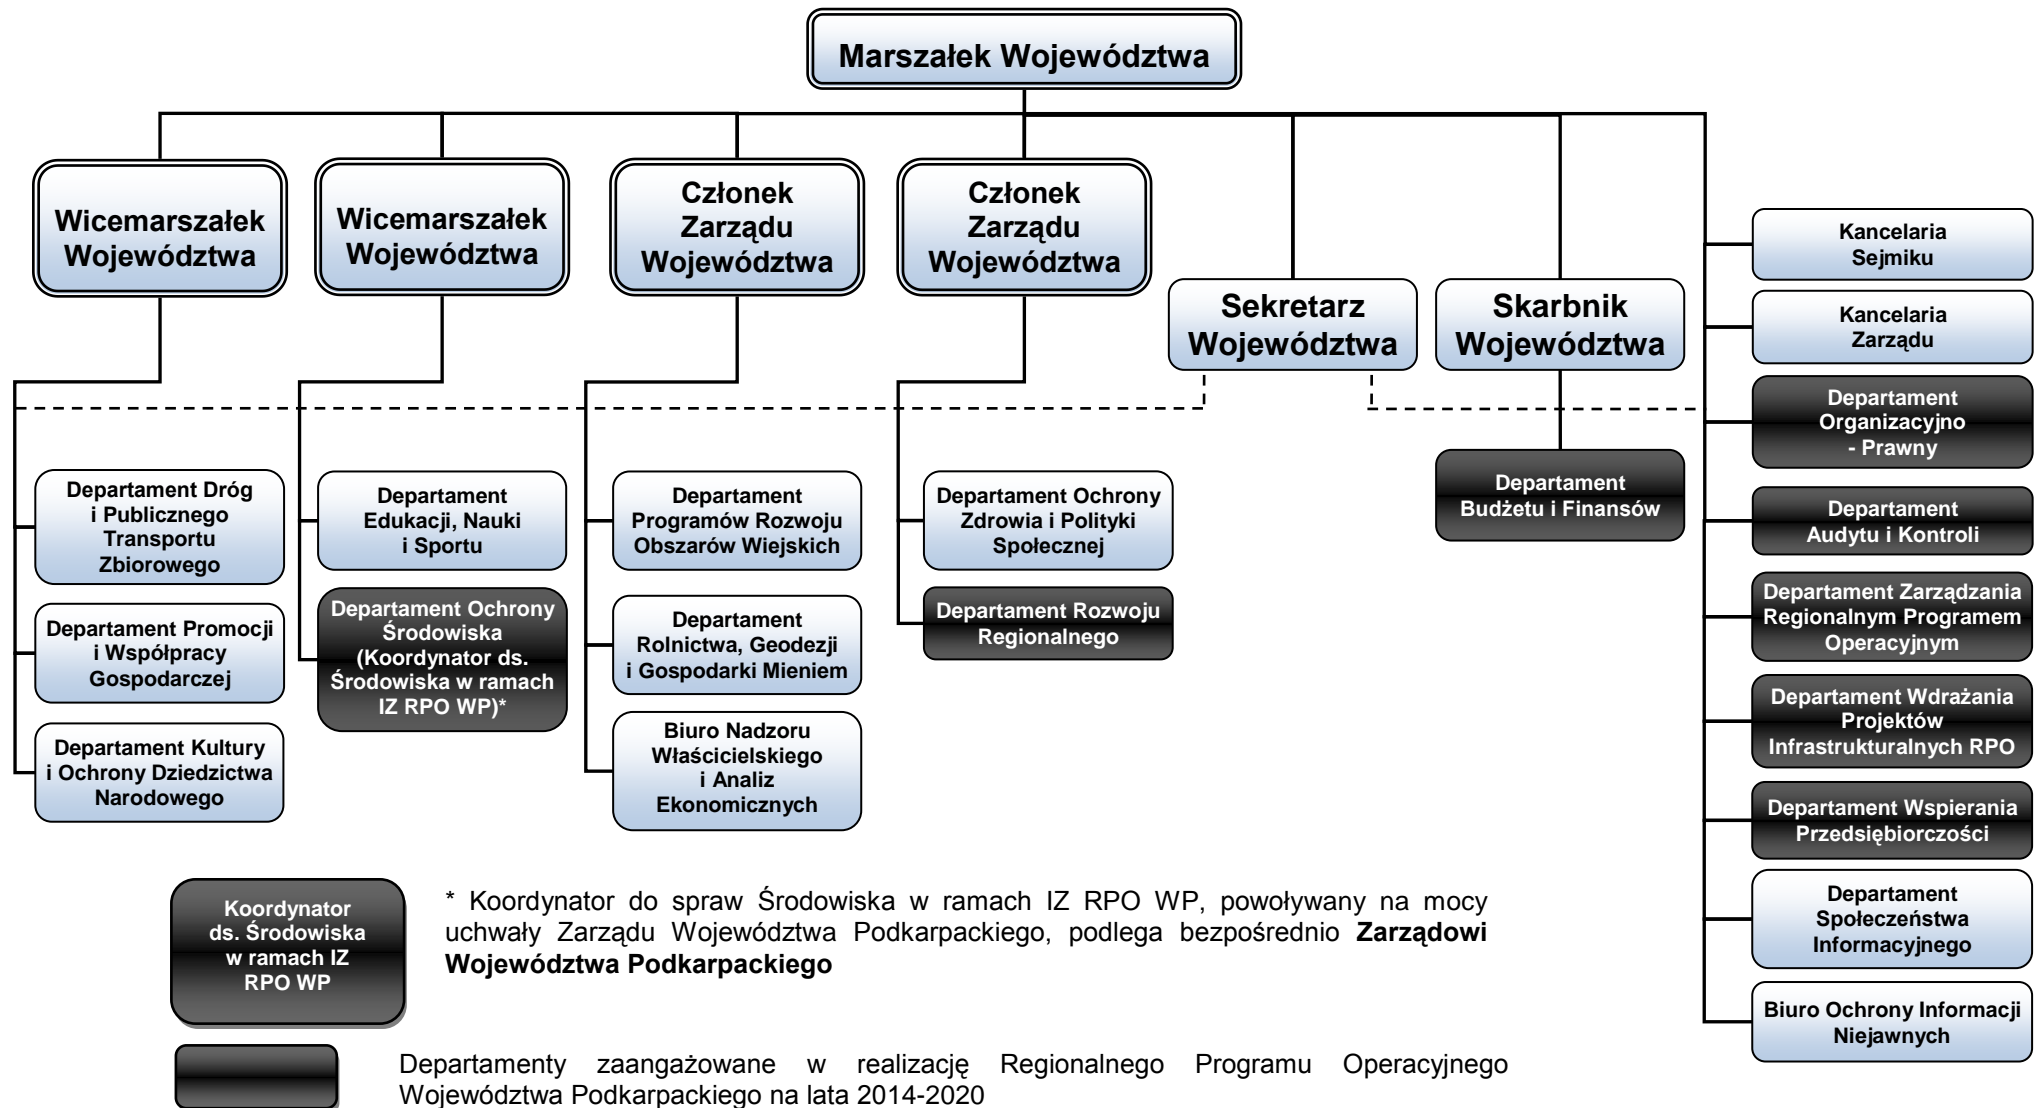 Marszałek Województwa
Wicemarszałek
Województwa
Wicemarszałek
Województwa
Członek
Zarządu
Województwa
Członek
Zarządu
Województwa
Sekretarz
Województwa
Skarbnik
Województwa
Kancelaria
Sejmiku
Kancelaria
Zarządu
Departament
Organizacyjno
- Prawny
Departament
Audytu i Kontroli
Departament Zarządzania
Regionalnym Programem
Operacyjnym
Departament Wdrażania
Projektów
Infrastrukturalnych RPO
Departament Wspierania
Przedsiębiorczości
Departament
Społeczeństwa
Informacyjnego
Biuro Ochrony Informacji
Niejawnych
Departament Dróg
i Publicznego
Transportu
Zbiorowego
Departament Promocji
i Współpracy
Gospodarczej
Departament Kultury
i Ochrony Dziedzictwa
Narodowego
Departament
Edukacji, Nauki
i Sportu
Departament Ochrony
Środowiska
(Koordynator ds.
Środowiska w ramach
IZ RPO WP)*
Departament
Programów Rozwoju
Obszarów Wiejskich
Departament
Rolnictwa, Geodezji
i Gospodarki Mieniem
Biuro Nadzoru
Właścicielskiego
i Analiz
Ekonomicznych
Departament Ochrony
Zdrowia i Polityki
Społecznej
Departament Rozwoju
Regionalnego
Departament
Budżetu i Finansów
Koordynator
ds. Środowiska
w ramach IZ
RPO WP
* Koordynator do spraw Środowiska w ramach IZ RPO WP, powoływany na mocy
uchwały Zarządu Województwa Podkarpackiego, podlega bezpośrednio Zarządowi
Województwa Podkarpackiego
Departamenty zaangażowane w realizację Regionalnego Programu Operacyjnego
Województwa Podkarpackiego na lata 2014-2020